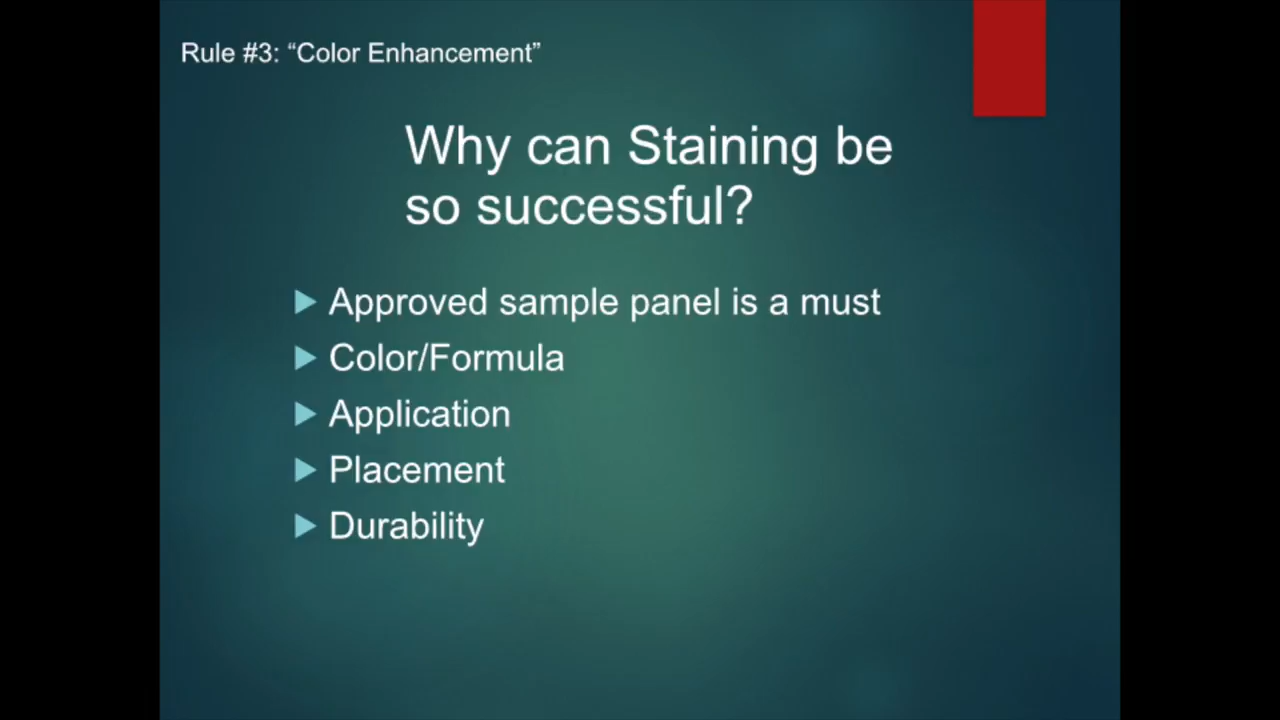 Rule #3: “Color Enhancement”
Why can Staining be
so successful?
Approved sample panel is a must
Color/Formula
Application
Placement
Durability